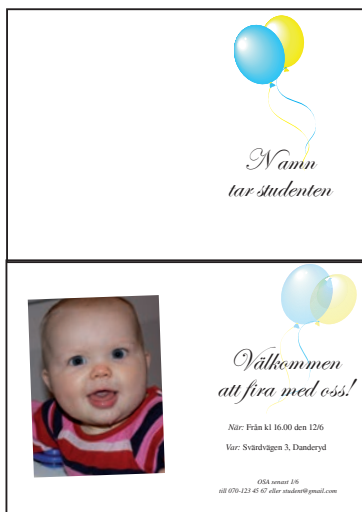 Namn
tar studenten
Välkommen
att fira med oss!
När: Från kl 16.00 den 12/6
Var: Svärdvägen 3, Danderyd
OSA senast 1/6
till 070-123 45 67 eller student@gmail.com